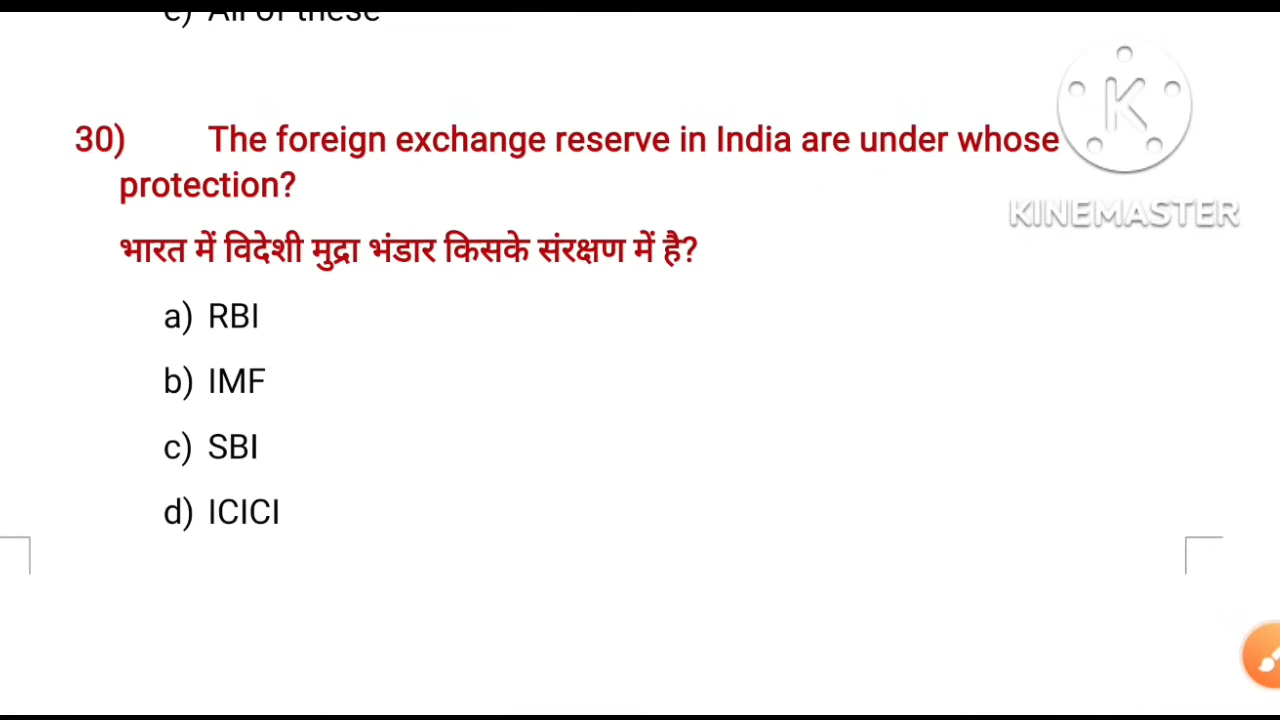 e) All of these
30) The foreign exchange reserve in India are under whose
protection?
भारत में विदेशी मुद्रा भंडार किसके संरक्षण में है?
a) RBI
b) IMF
c) SBI
d) ICICI
K
KINEMASTER